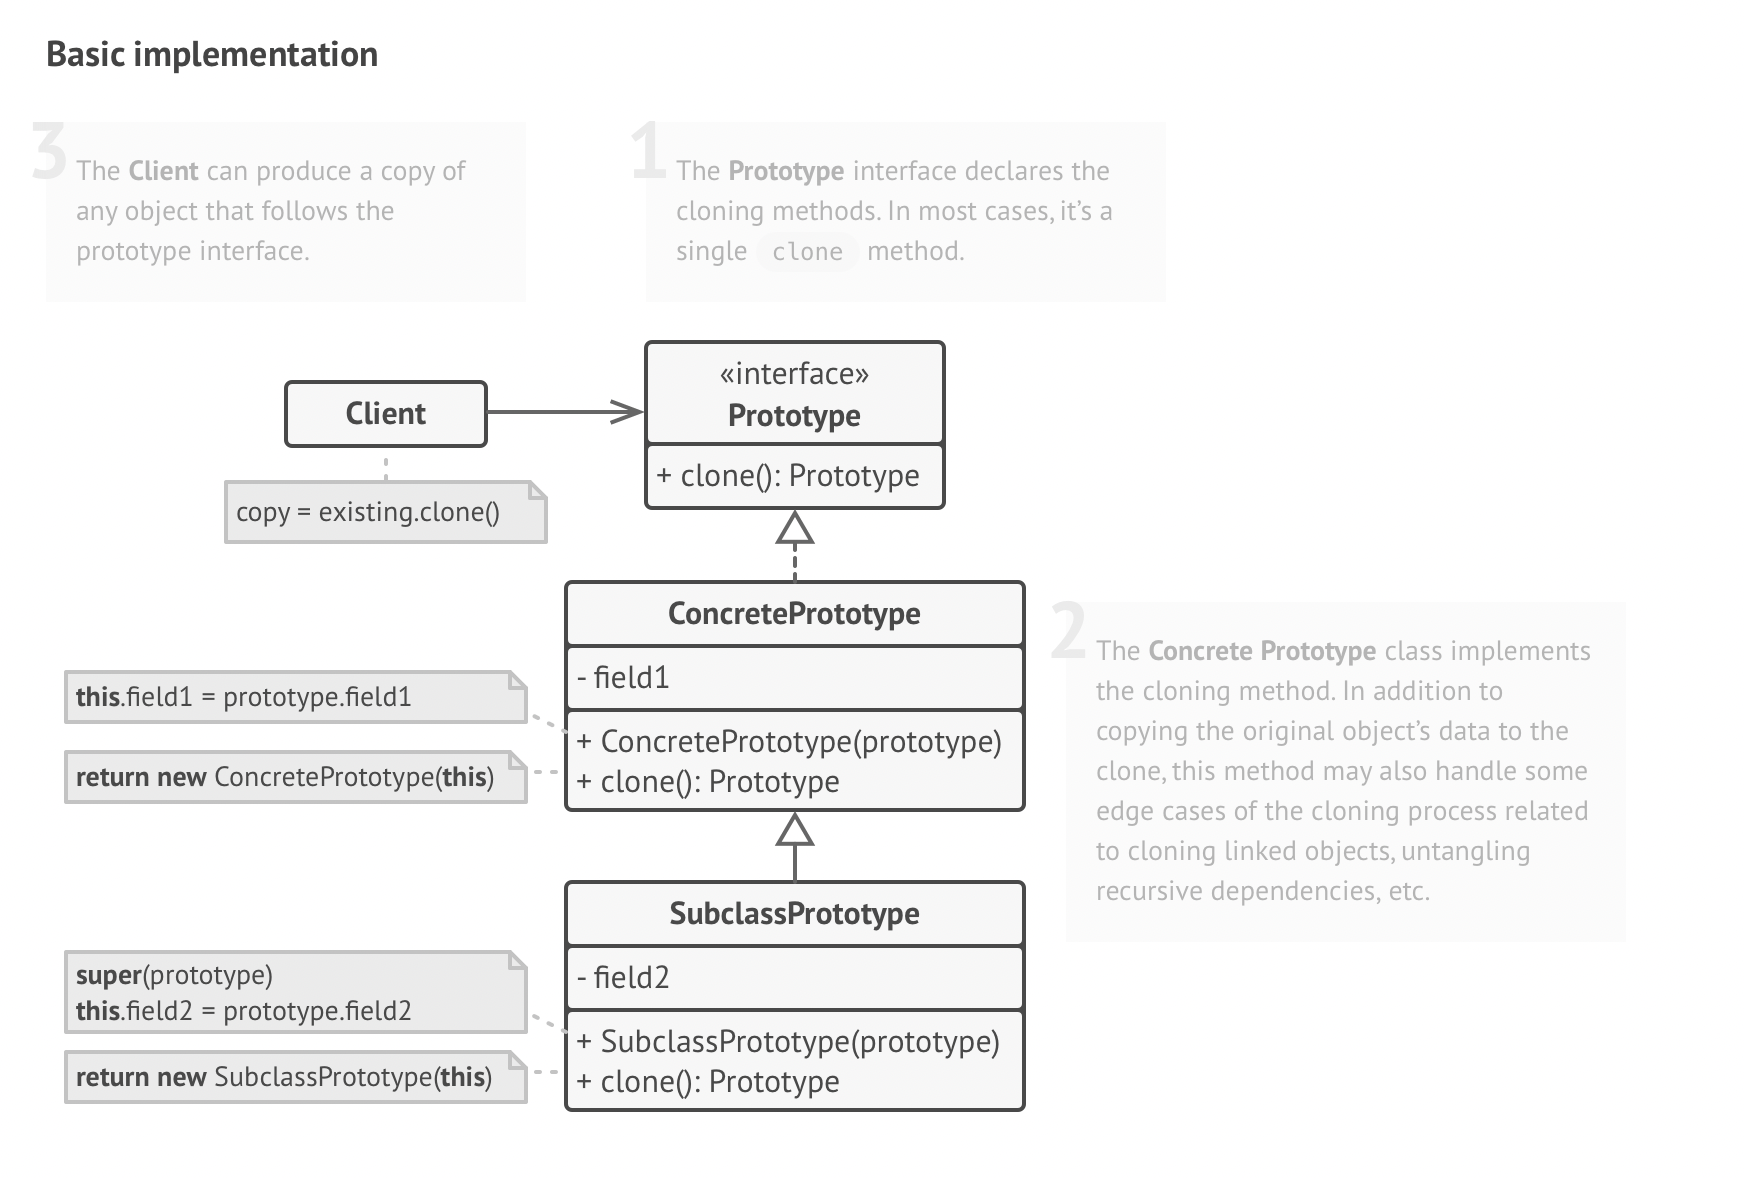 Basic implementation
3
The Client can produce a copy of
any object that follows the
prototype interface.
1
The Prototype interface declares the
cloning methods. In most cases, it’s a
single clone method.
«interface»
Prototype
+ clone(): Prototype
Client
copy = existing.clone()
ConcretePrototype
- field1
+ ConcretePrototype(prototype)
+ clone(): Prototype
this.field1 = prototype.field1
return new ConcretePrototype(this)
2
The Concrete Prototype class implements
the cloning method. In addition to
copying the original object’s data to the
clone, this method may also handle some
edge cases of the cloning process related
to cloning linked objects, untangling
recursive dependencies, etc.
SubclassPrototype
- field2
+ SubclassPrototype(prototype)
+ clone(): Prototype
super(prototype)
this.field2 = prototype.field2
return new SubclassPrototype(this)